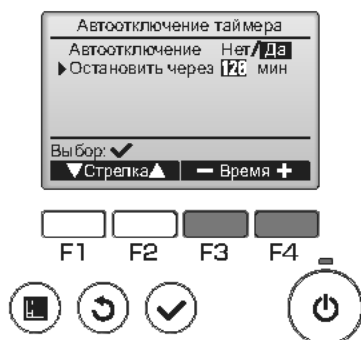 Автоотключение таймера
Автоотключение Нет/Да
▶Остановить через 120 мин
Выбор: ✔
▼Стрелка▲ − Время +
F1 F2 F3 F4